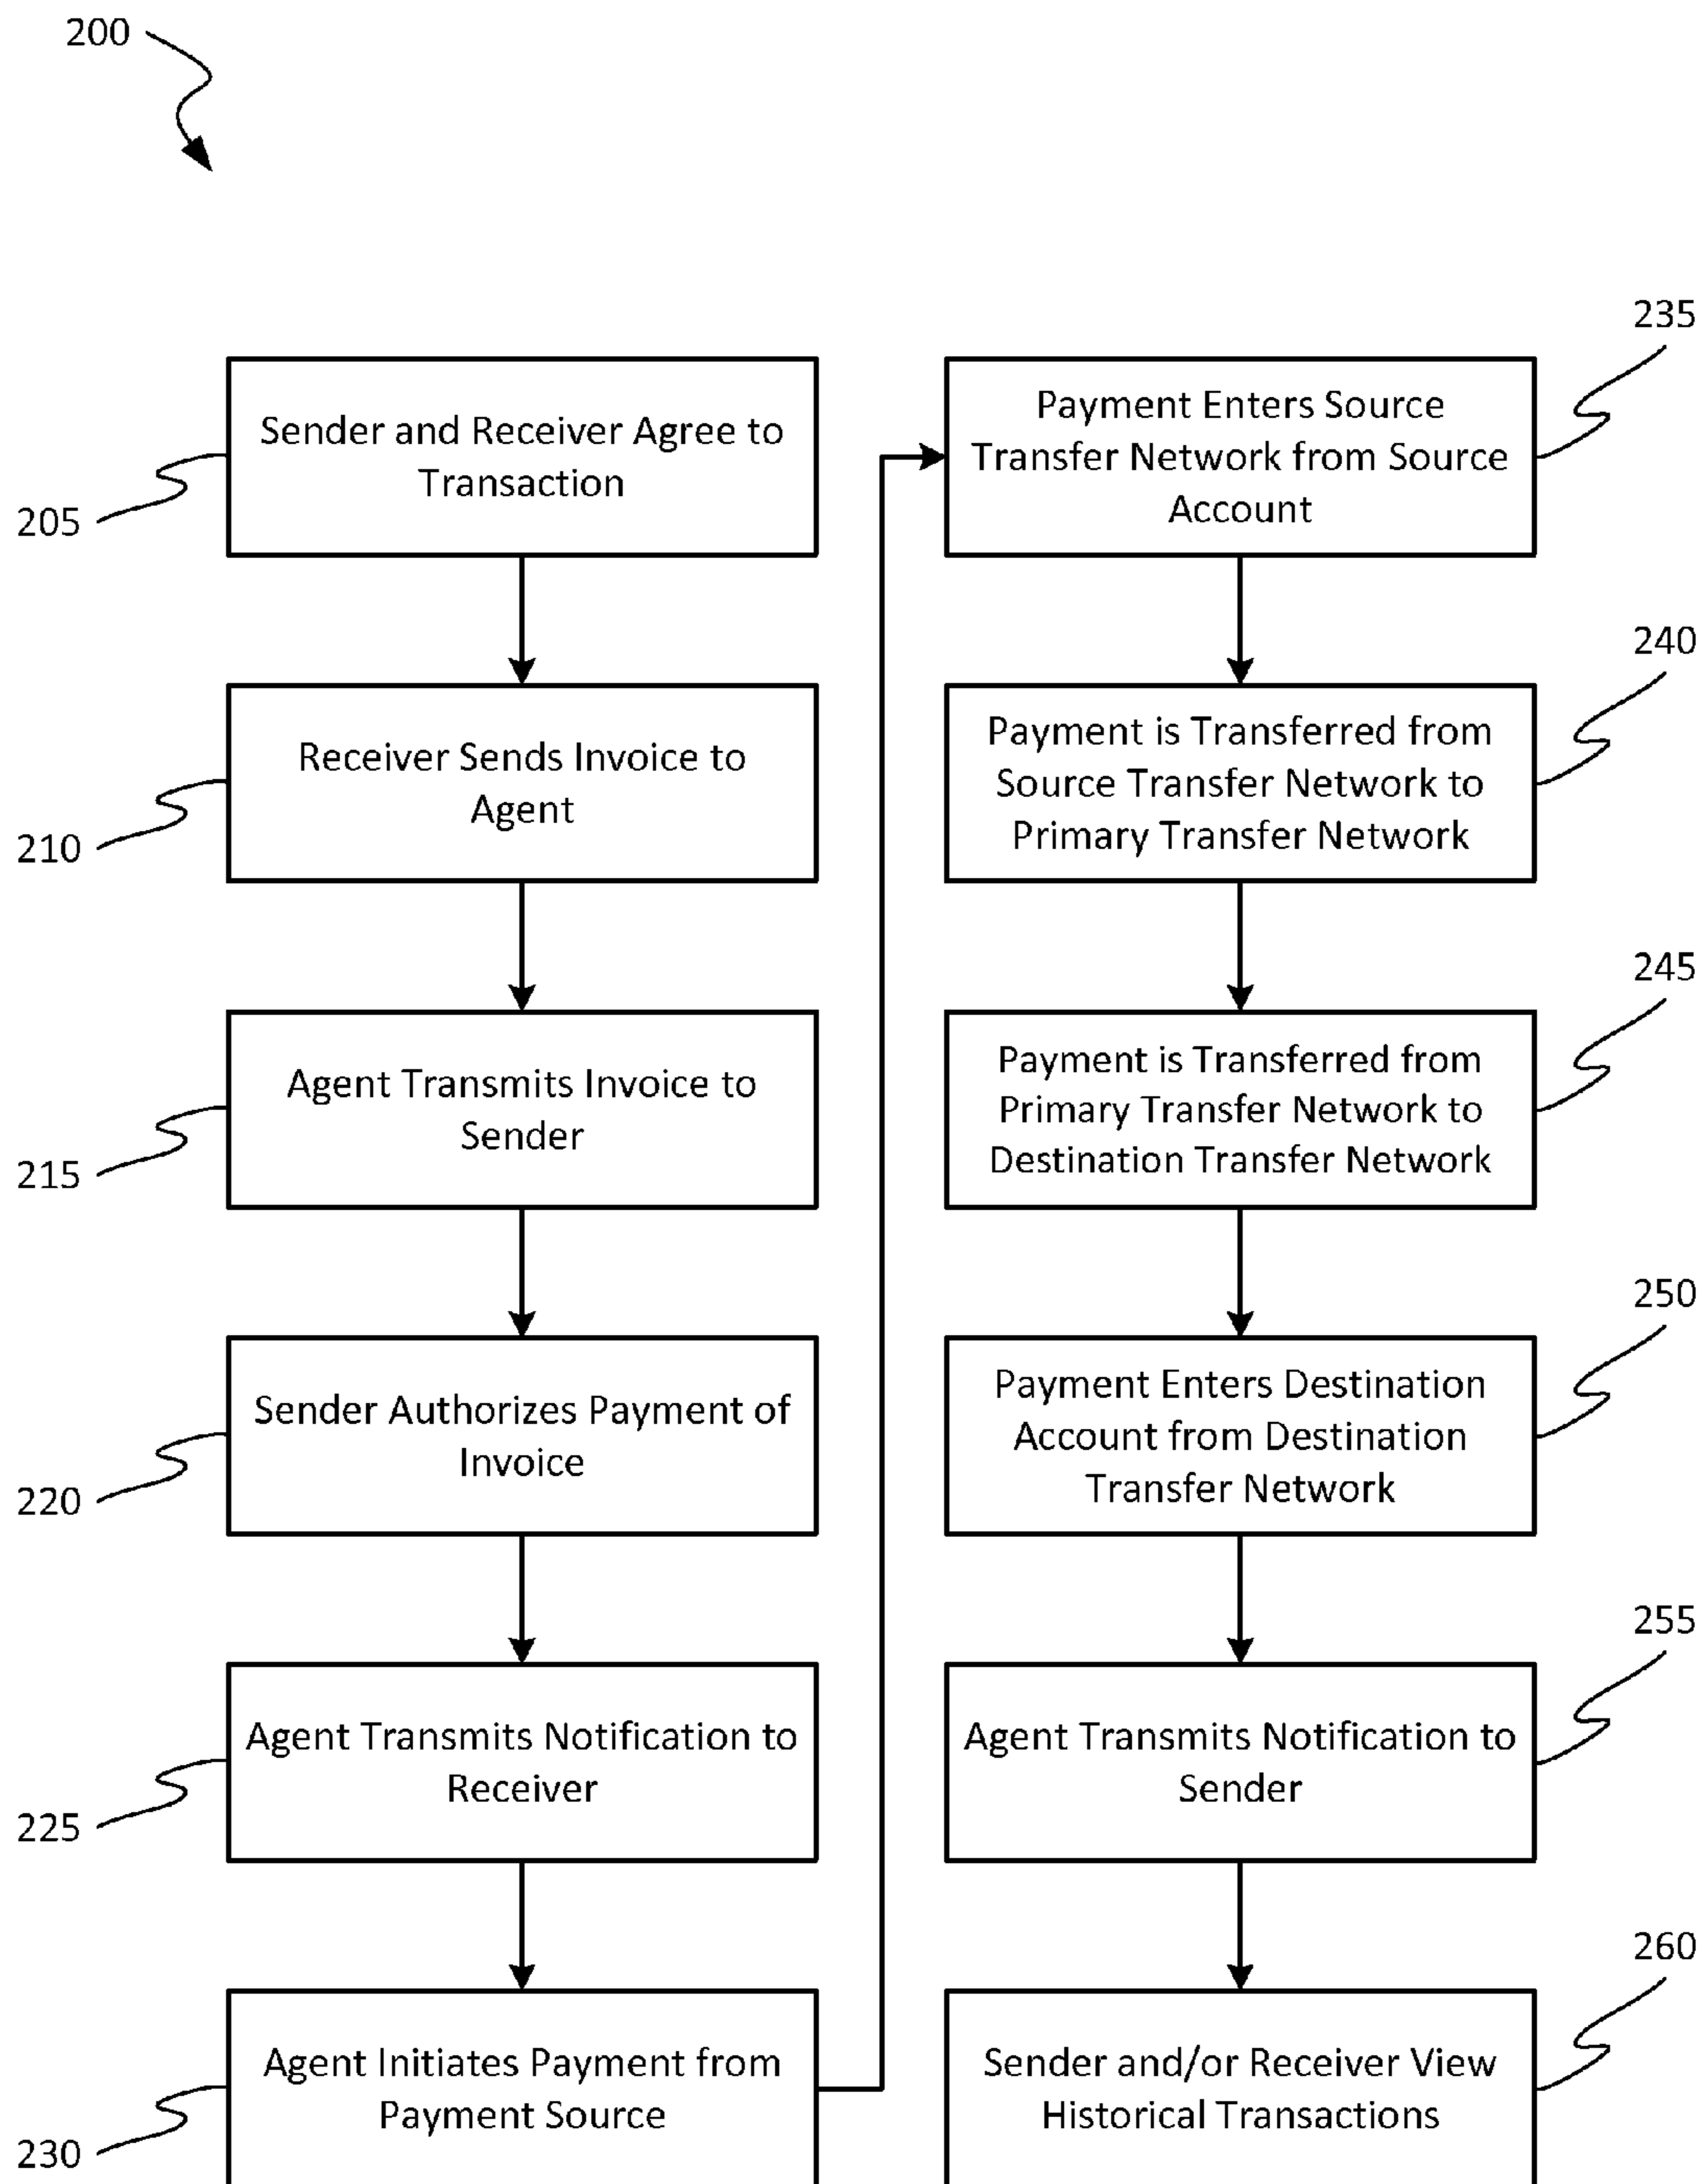 200
Sender and Receiver Agree to
Transaction
205
Receiver Sends Invoice to
Agent
210
Agent Transmits Invoice to
Sender
215
Sender Authorizes Payment of
Invoice
220
Agent Transmits Notification to
Receiver
225
Agent Initiates Payment from
Payment Source
230
235
Payment Enters Source
Transfer Network from Source
Account
240
Payment is Transferred from
Source Transfer Network to
Primary Transfer Network
245
Payment is Transferred from
Primary Transfer Network to
Destination Transfer Network
250
Payment Enters Destination
Account from Destination
Transfer Network
255
Agent Transmits Notification to
Sender
260
Sender and/or Receiver View
Historical Transactions